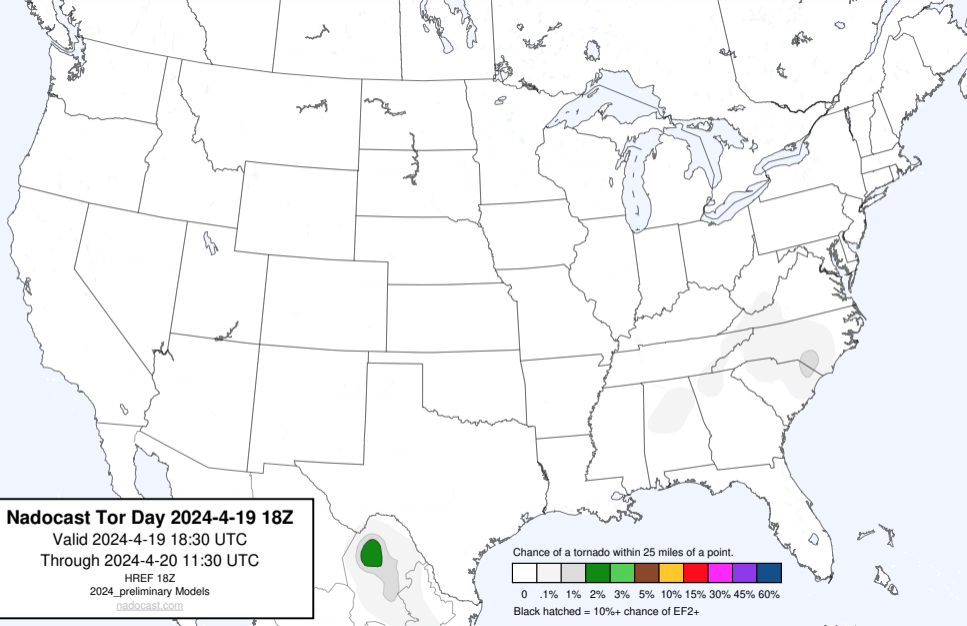 Nadocast Tor Day 2024-4-19 18Z
Valid 2024-4-19 18:30 UTC
Through 2024-4-20 11:30 UTC
HREF 18Z
2024_preliminary Models
nadocast.com
Chance of a tornado within 25 miles of a point.
0 .1% 1% 2% 3% 5% 10% 15% 30% 45% 60%
Black hatched = 10%+ chance of EF2+